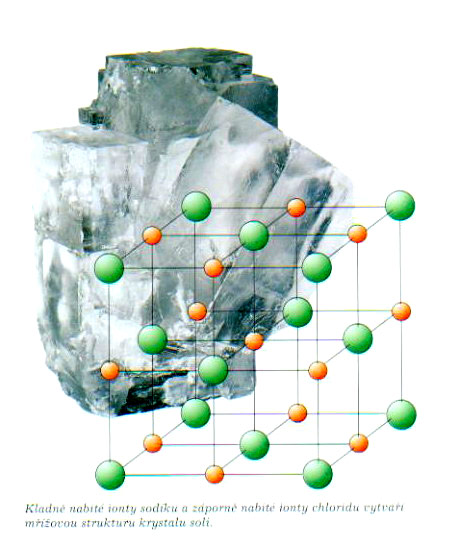 Kladně nabité ionty sodíku a záporně nabité ionty chloridu vytváří
mřížovou strukturu krystalu soli.